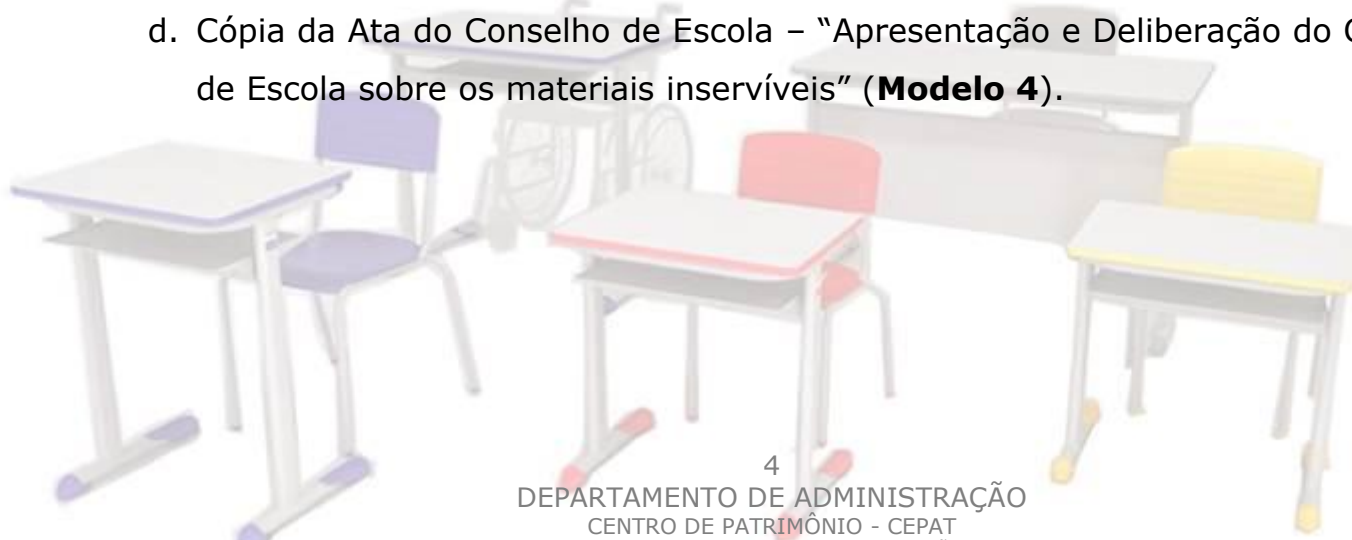 d. Cópia da Ata do Conselho de Escola – “Apresentação e Deliberação do
de Escola sobre os materiais inservíveis” (Modelo 4).
4
DEPARTAMENTO DE ADMINISTRAÇÃO
CENTRO DE PATRIMÔNIO - CEPAT